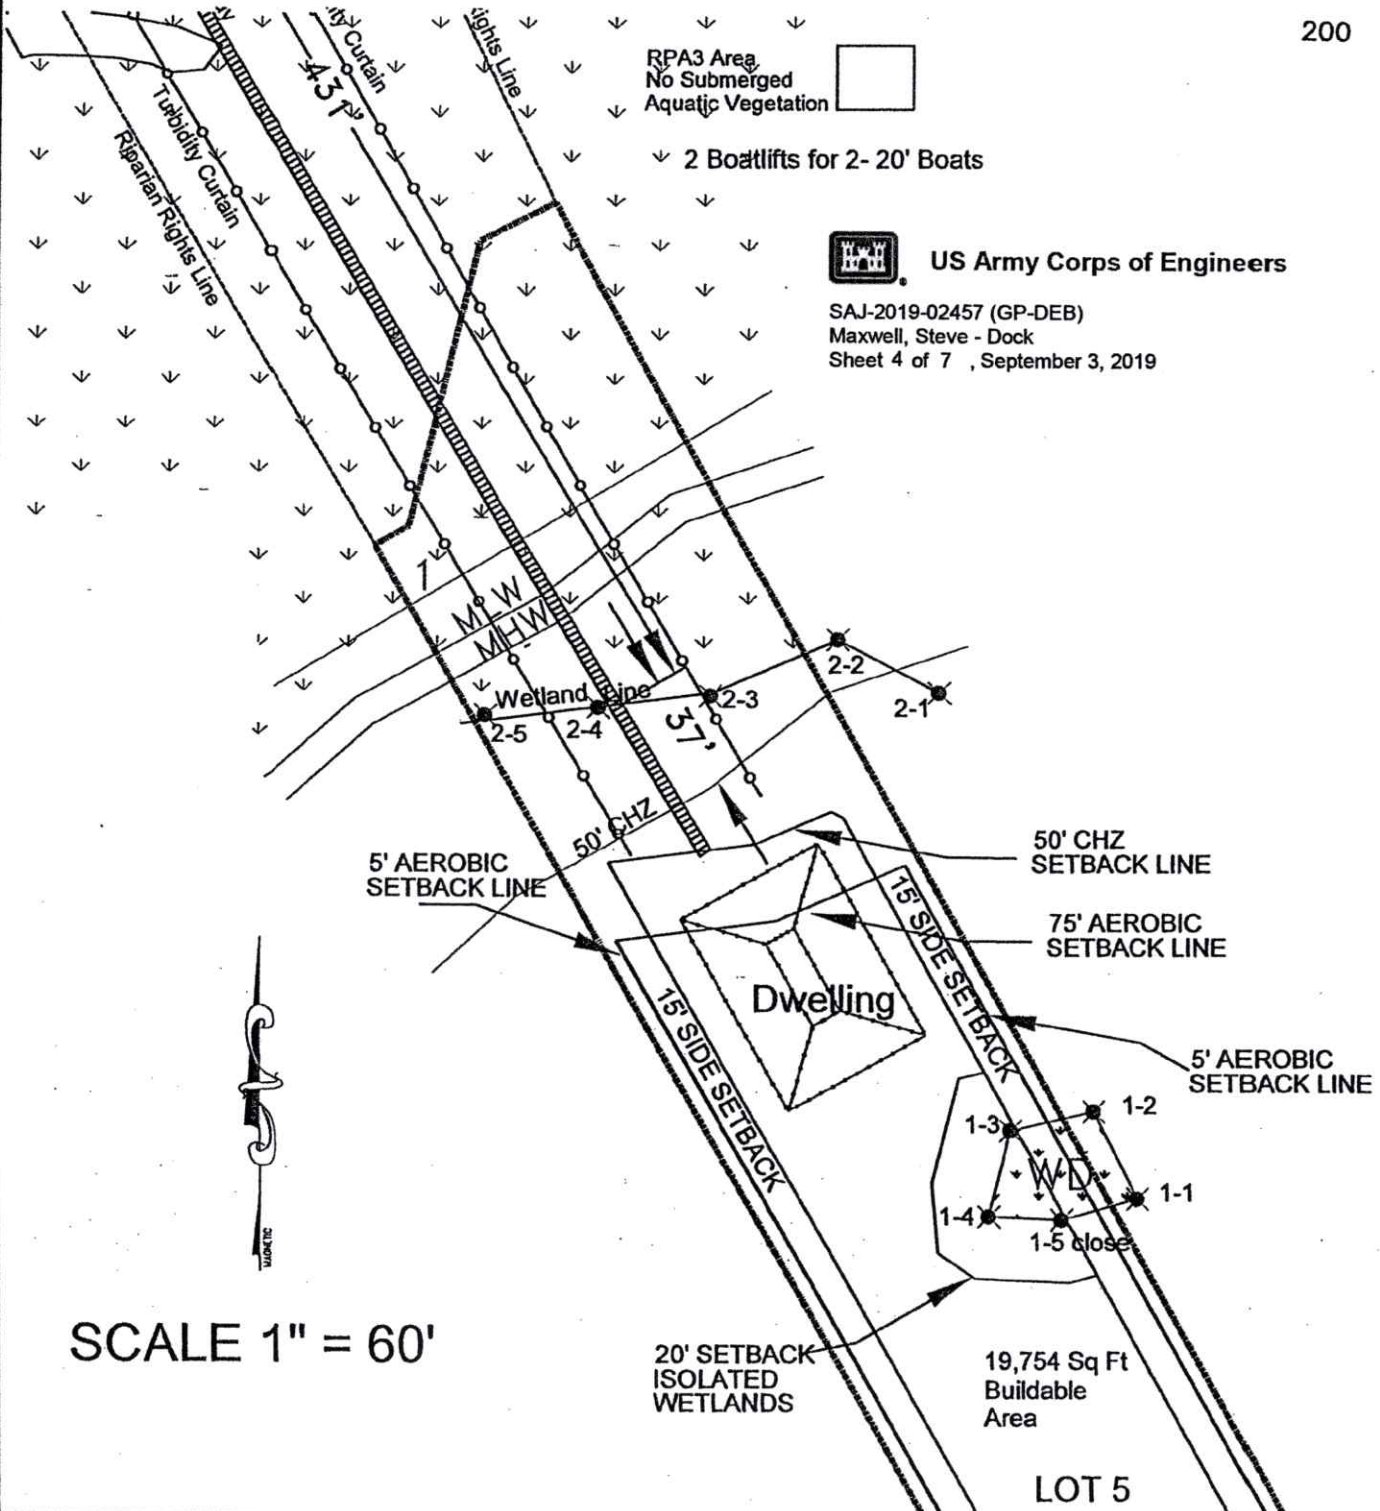 200
RPA3 Area
No Submerged
Aquatic Vegetation
2 Boatlifts for 2- 20' Boats
US Army Corps of Engineers
SAJ-2019-02457 (GP-DEB)
Maxwell, Steve - Dock
Sheet 4 of 7 , September 3, 2019
ity Curtain
ights Line
431'
Turbidity Curtain
Riparian Rights Line
1
MLW
MHW
Wetland Line
2-5
2-4
2-3
2-2
2-1
37'
50' CHZ
5' AEROBIC
SETBACK LINE
50' CHZ
SETBACK LINE
75' AEROBIC
SETBACK LINE
15' SIDE SETBACK
Dwelling
15' SIDE SETBACK
5' AEROBIC
SETBACK LINE
1-3
1-2
WD
1-1
1-4
1-5 close
MAGNETIC
SCALE 1" = 60'
20' SETBACK
ISOLATED
WETLANDS
19,754 Sq Ft
Buildable
Area
LOT 5